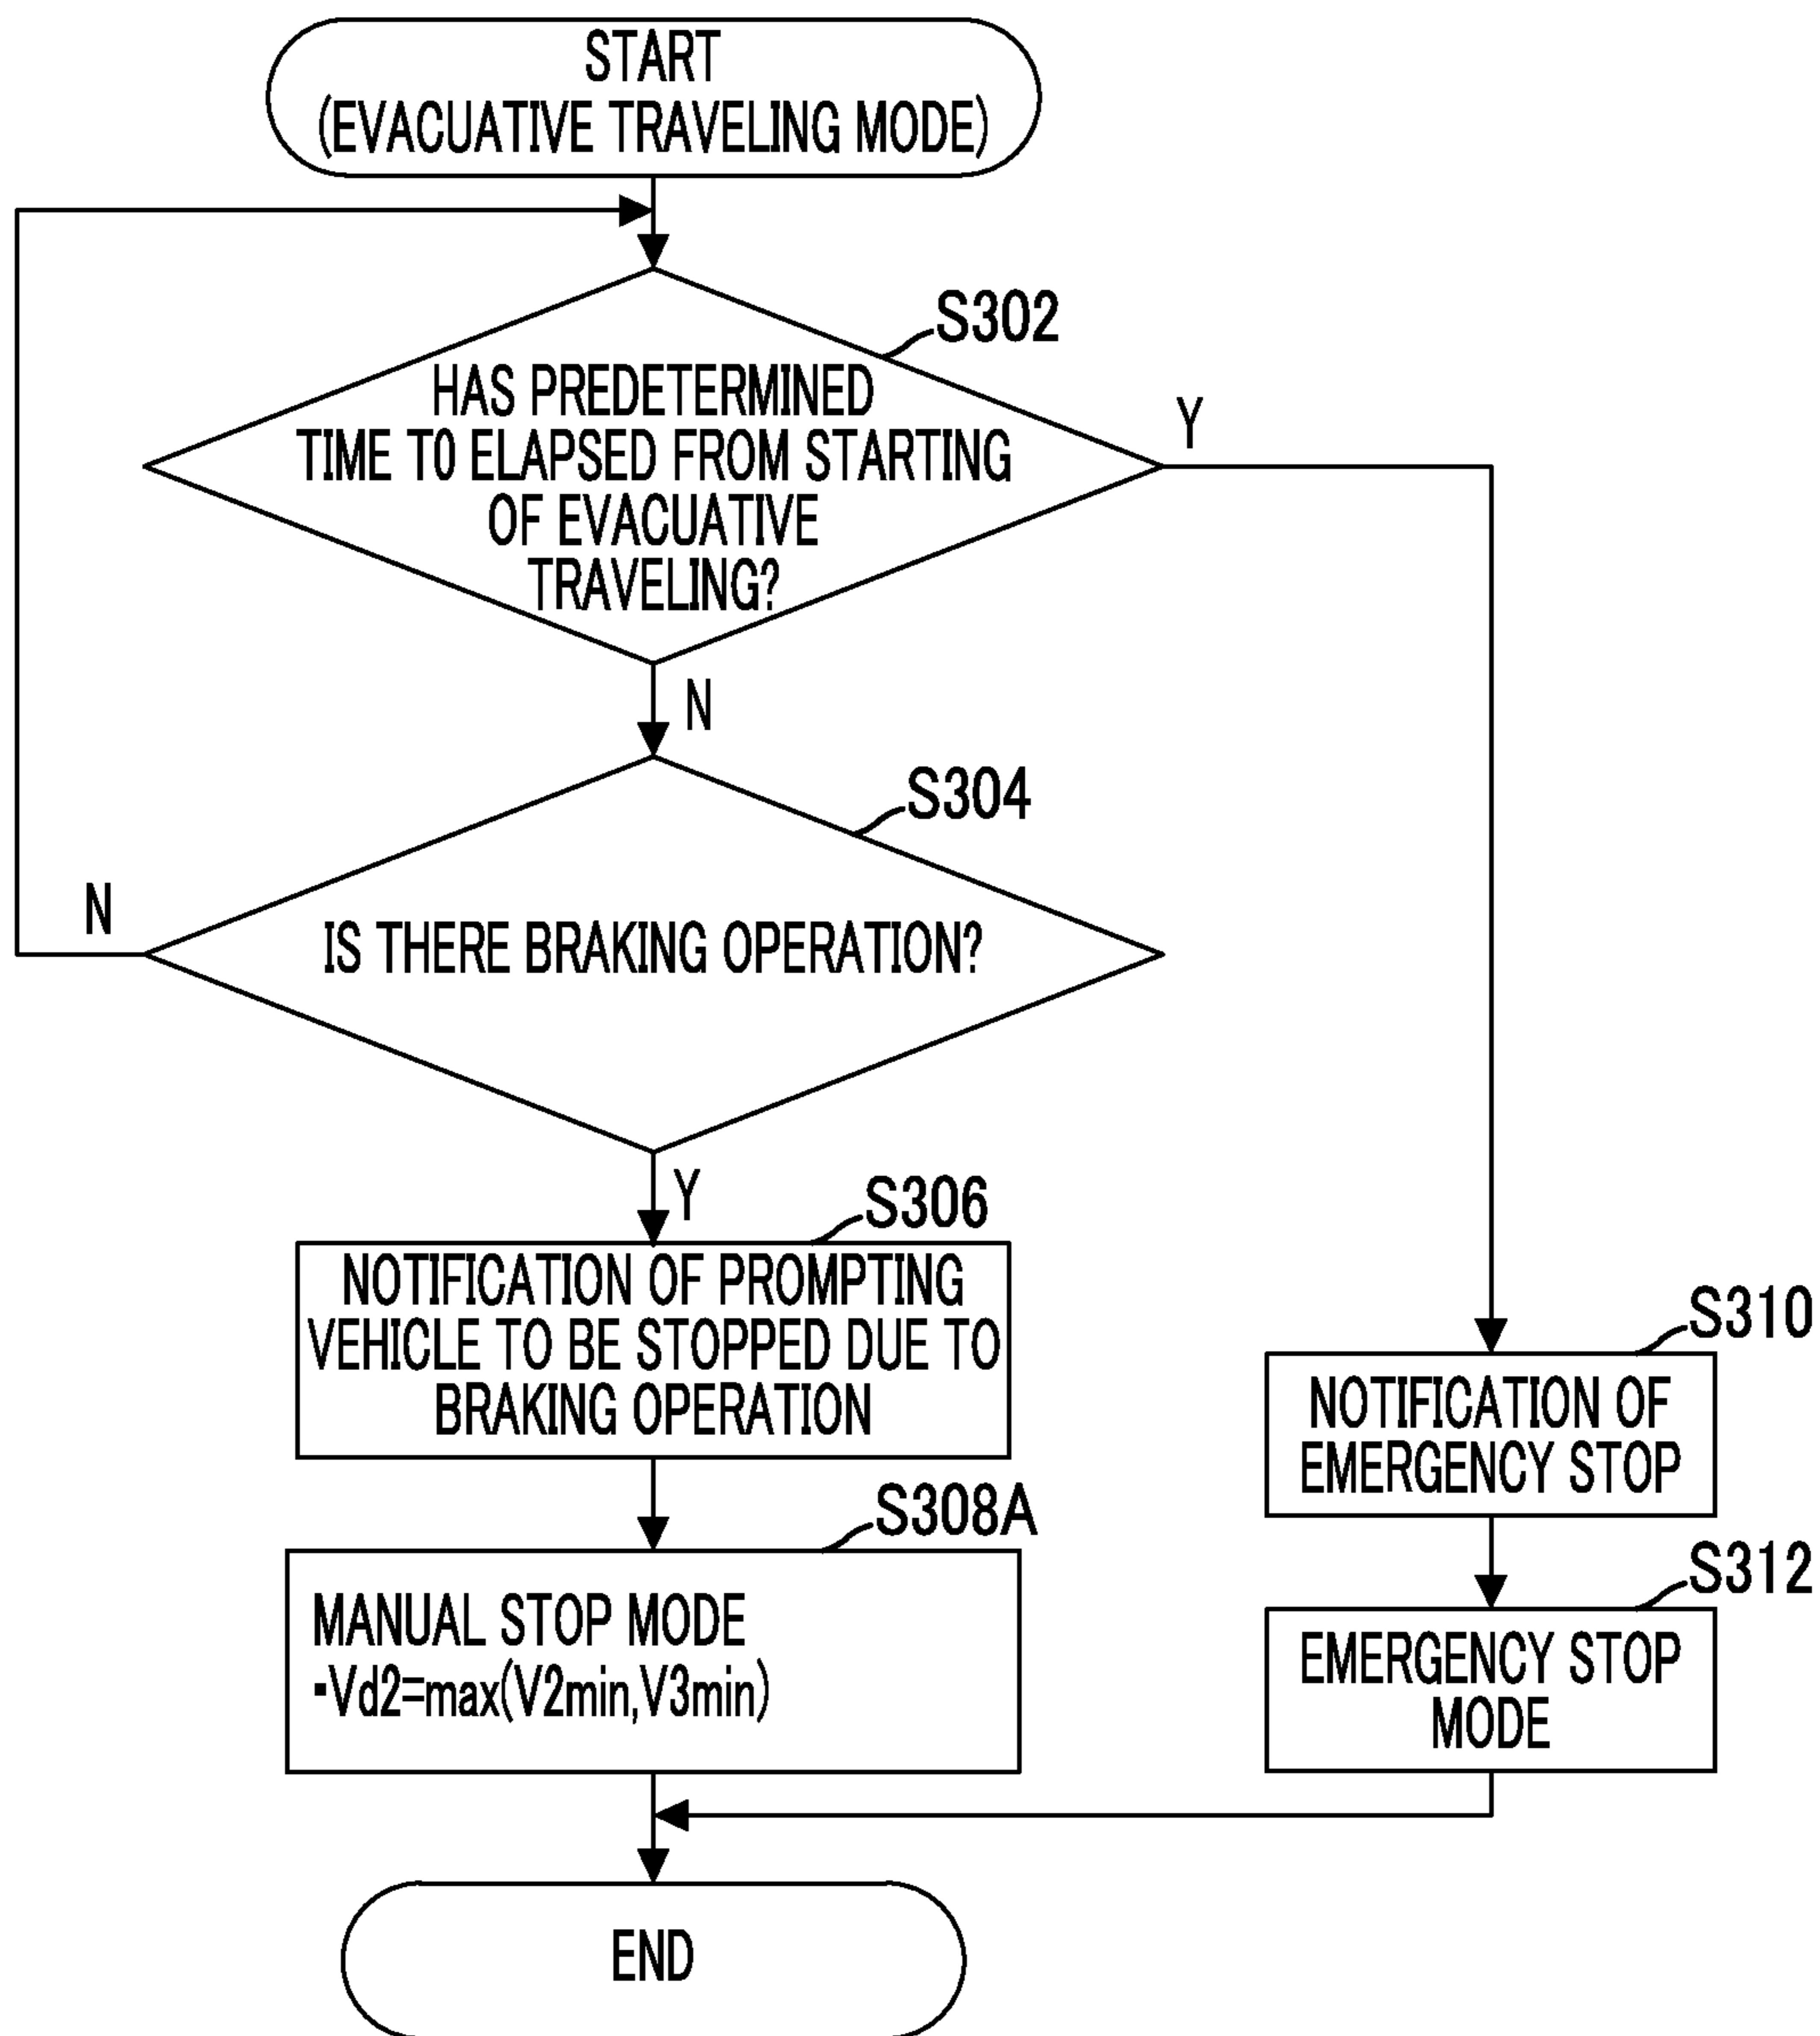 START
(EVACUATIVE TRAVELING MODE)
S302
HAS PREDETERMINED
TIME T0 ELAPSED FROM STARTING
OF EVACUATIVE
TRAVELING?
Y
N
S304
IS THERE BRAKING OPERATION?
N
Y
S306
NOTIFICATION OF PROMPTING
VEHICLE TO BE STOPPED DUE TO
BRAKING OPERATION
S308A
MANUAL STOP MODE
▪Vd2=max(V2min,V3min)
S310
NOTIFICATION OF
EMERGENCY STOP
S312
EMERGENCY STOP
MODE
END